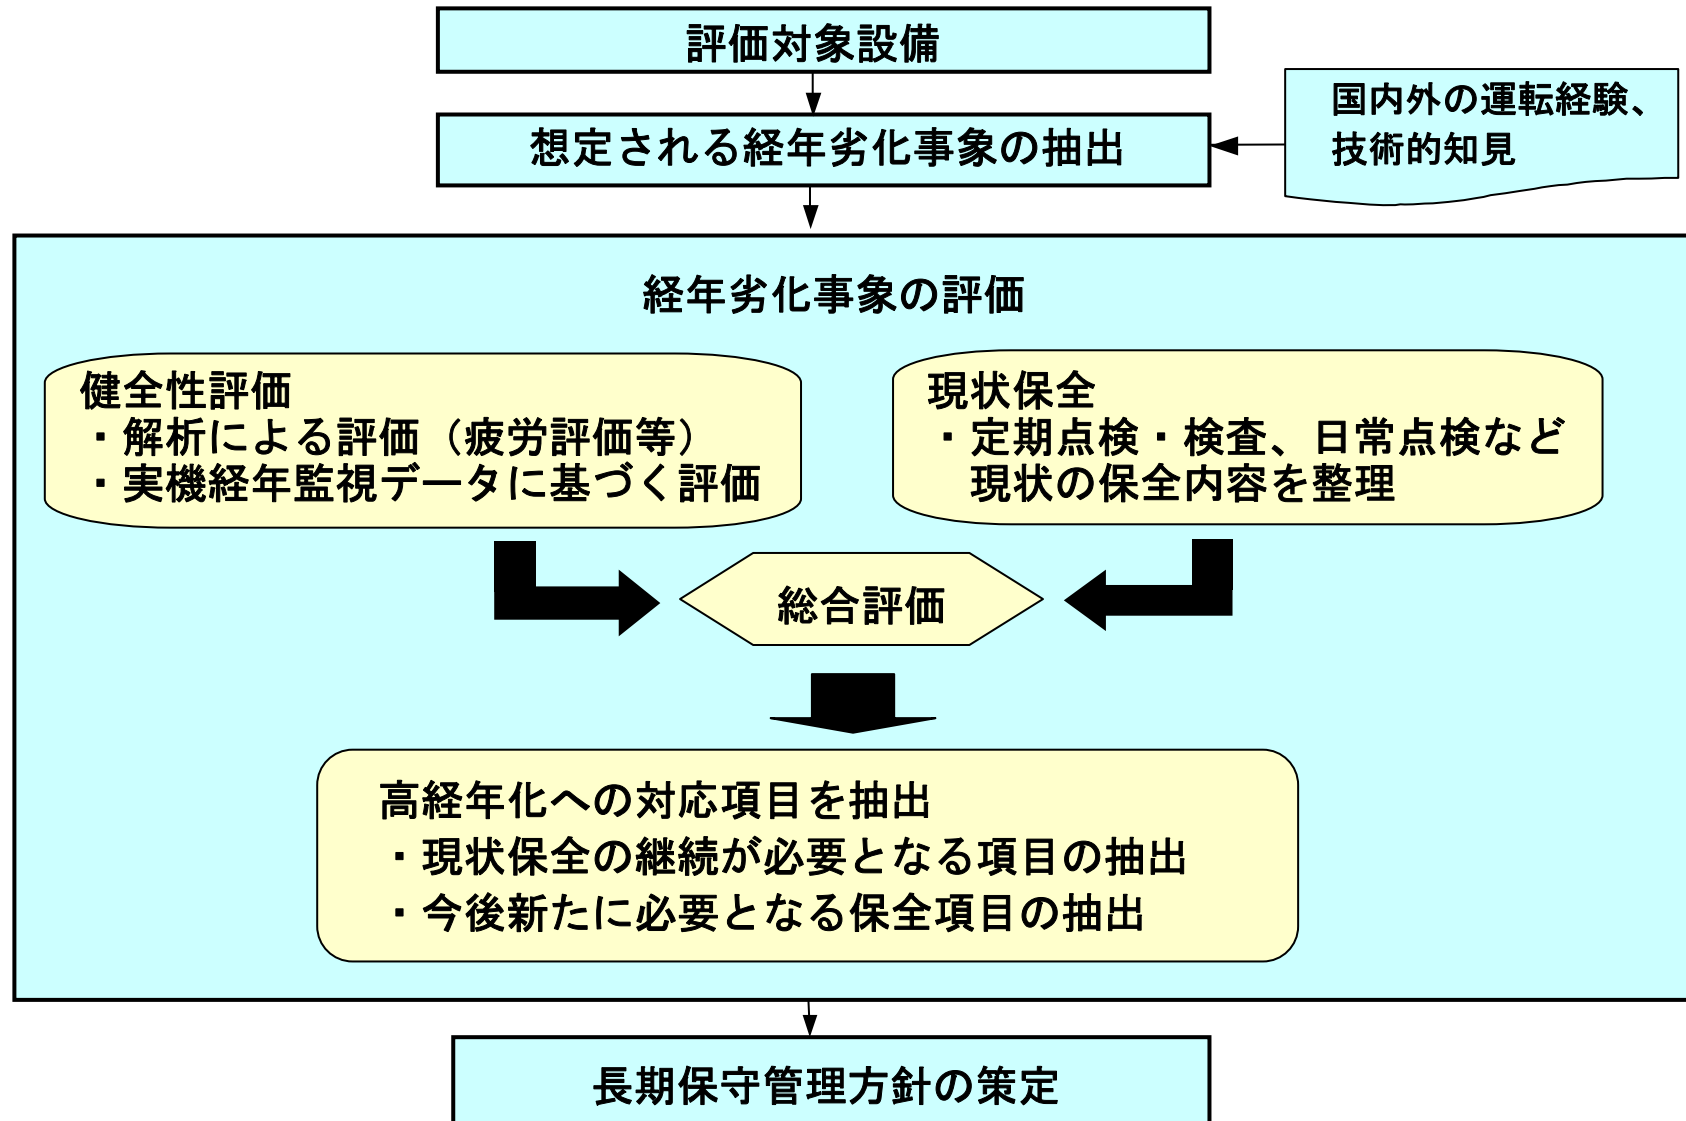 評価対象設備
想定される経年劣化事象の抽出
国内外の運転経験、
技術的知見
経年劣化事象の評価
健全性評価
・解析による評価（疲労評価等）
・実機経年監視データに基づく評価
現状保全
・定期点検・検査、日常点検など
現状の保全内容を整理
総合評価
高経年化への対応項目を抽出
・現状保全の継続が必要となる項目の抽出
・今後新たに必要となる保全項目の抽出
長期保守管理方針の策定